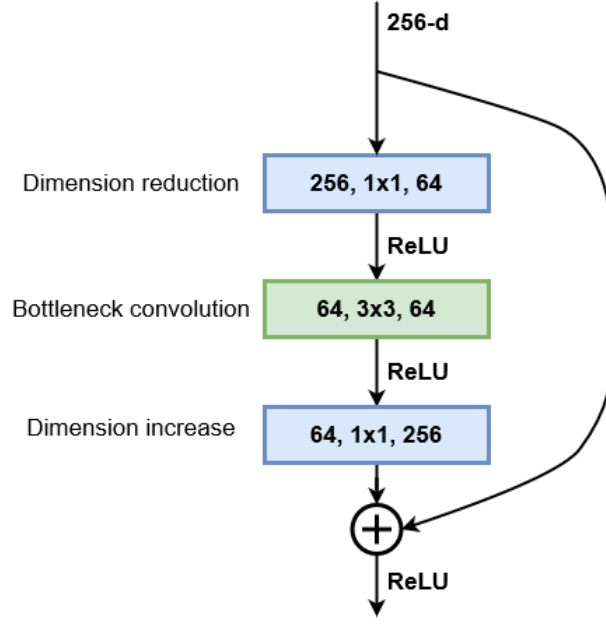 256-d
Dimension reduction
256, 1x1, 64
ReLU
Bottleneck convolution
64, 3x3, 64
ReLU
Dimension increase
64, 1x1, 256
ReLU